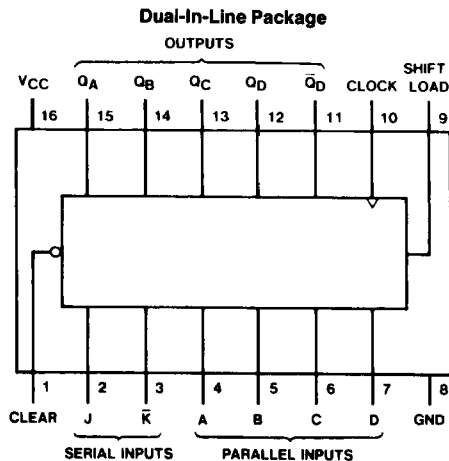 Dual-In-Line Package
OUTPUTS
VCC QA QB QC QD Q̅D CLOCK SHIFT
LOAD
16 15 14 13 12 11 10 9
1 2 3 4 5 6 7 8
CLEAR J K̅ A B C D GND
SERIAL INPUTS PARALLEL INPUTS